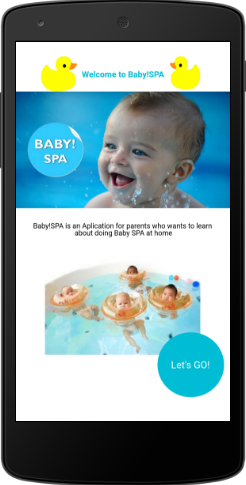 Welcome to Baby!SPA
BABY!
SPA
Baby!SPA is an Aplication for parents who wants to learn
about doing Baby SPA at home
Let's GO!